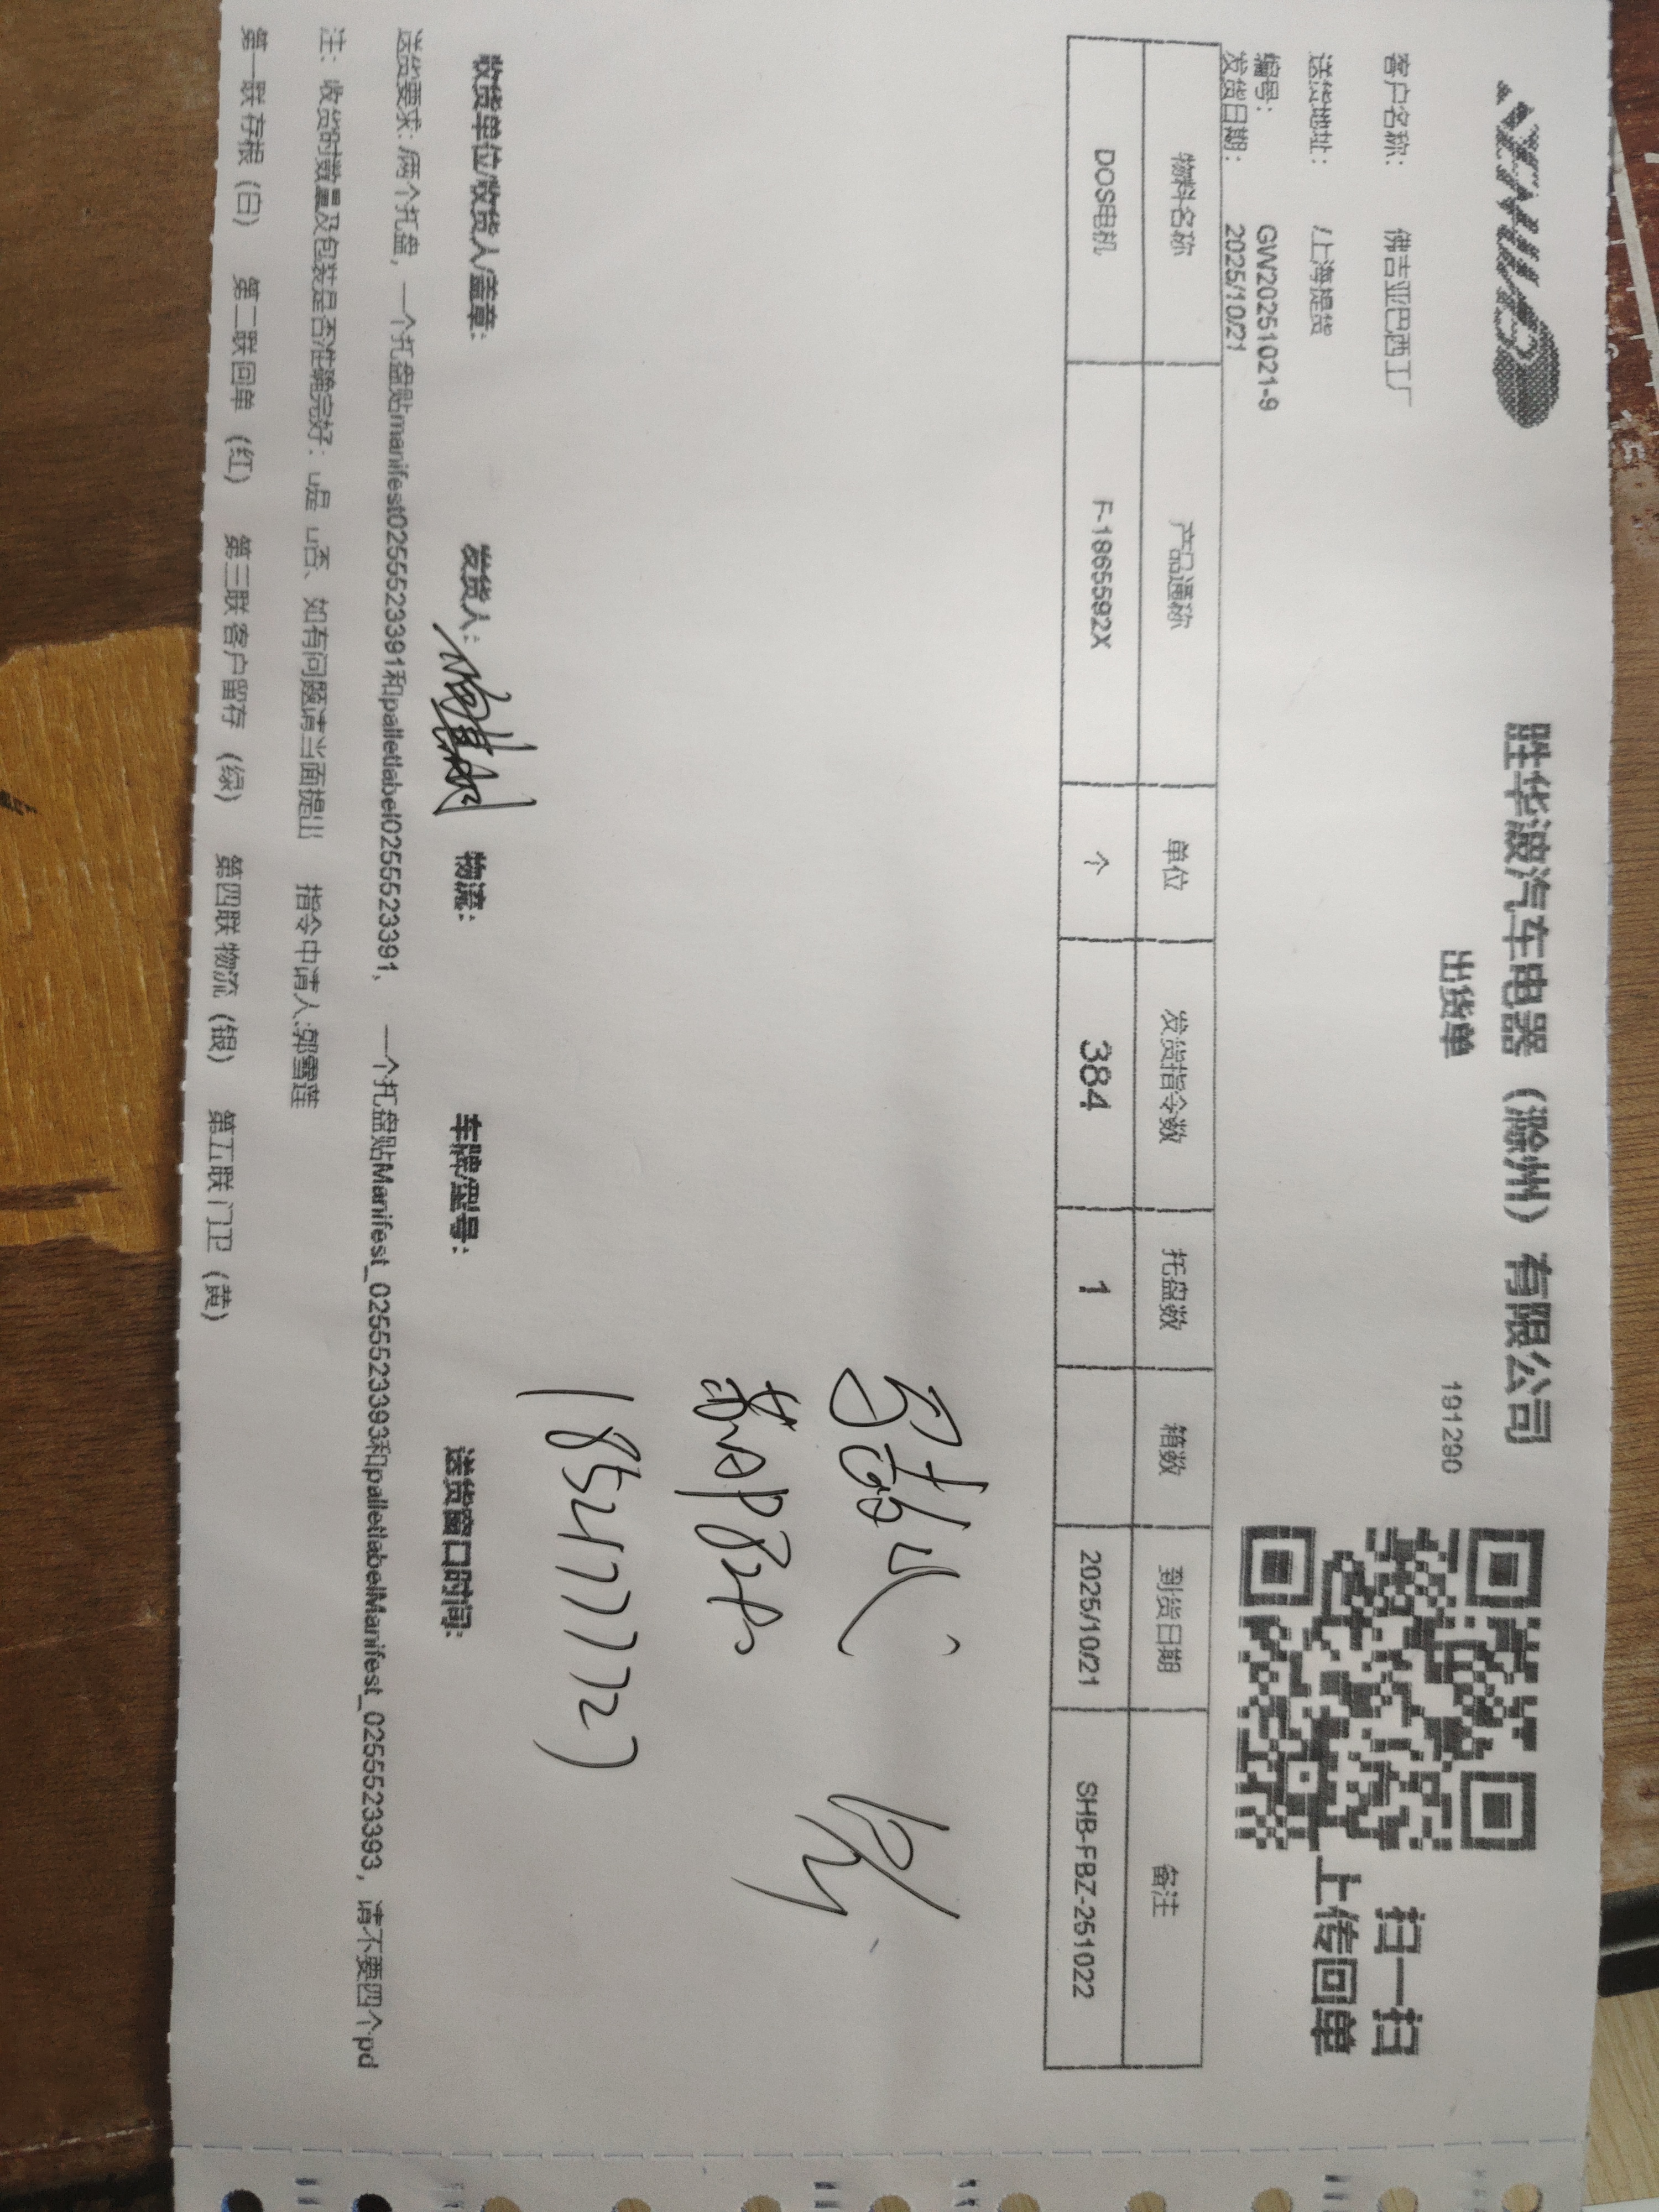 胜华波汽车电器（滁州）有限公司
出货单
191290
扫一扫
上传回单
客户名称： 佛吉亚巴西工厂
送货地址： /上海提货
编号： GW20251021-9
发货日期： 2025/10/21
物料名称 产品通称 单位 发货指令数 托盘数 箱数 到货日期 备注
DOS电机 F-1865592X 个 384 1 2025/10/21 SHB-FBZ-251022
收货单位/收货人/盖章： 发货人： 物流： 车牌/溜号： 送货窗口时间：
送货要求：/两个托盘，一个托盘贴manifest0255523391和palletlabel0255523391， 一个托盘贴Manifest_0255523393和palletlabelManifest_0255523393，请不要四个pd
注： 收货时数量及包装是否准确完好：u是 u否、如有问题请当面提出 指令申请人:郭雪莲
第一联 存根（白） 第二联 回单（红） 第三联 客户留存（绿） 第四联 物流（银） 第五联 门卫（黄）